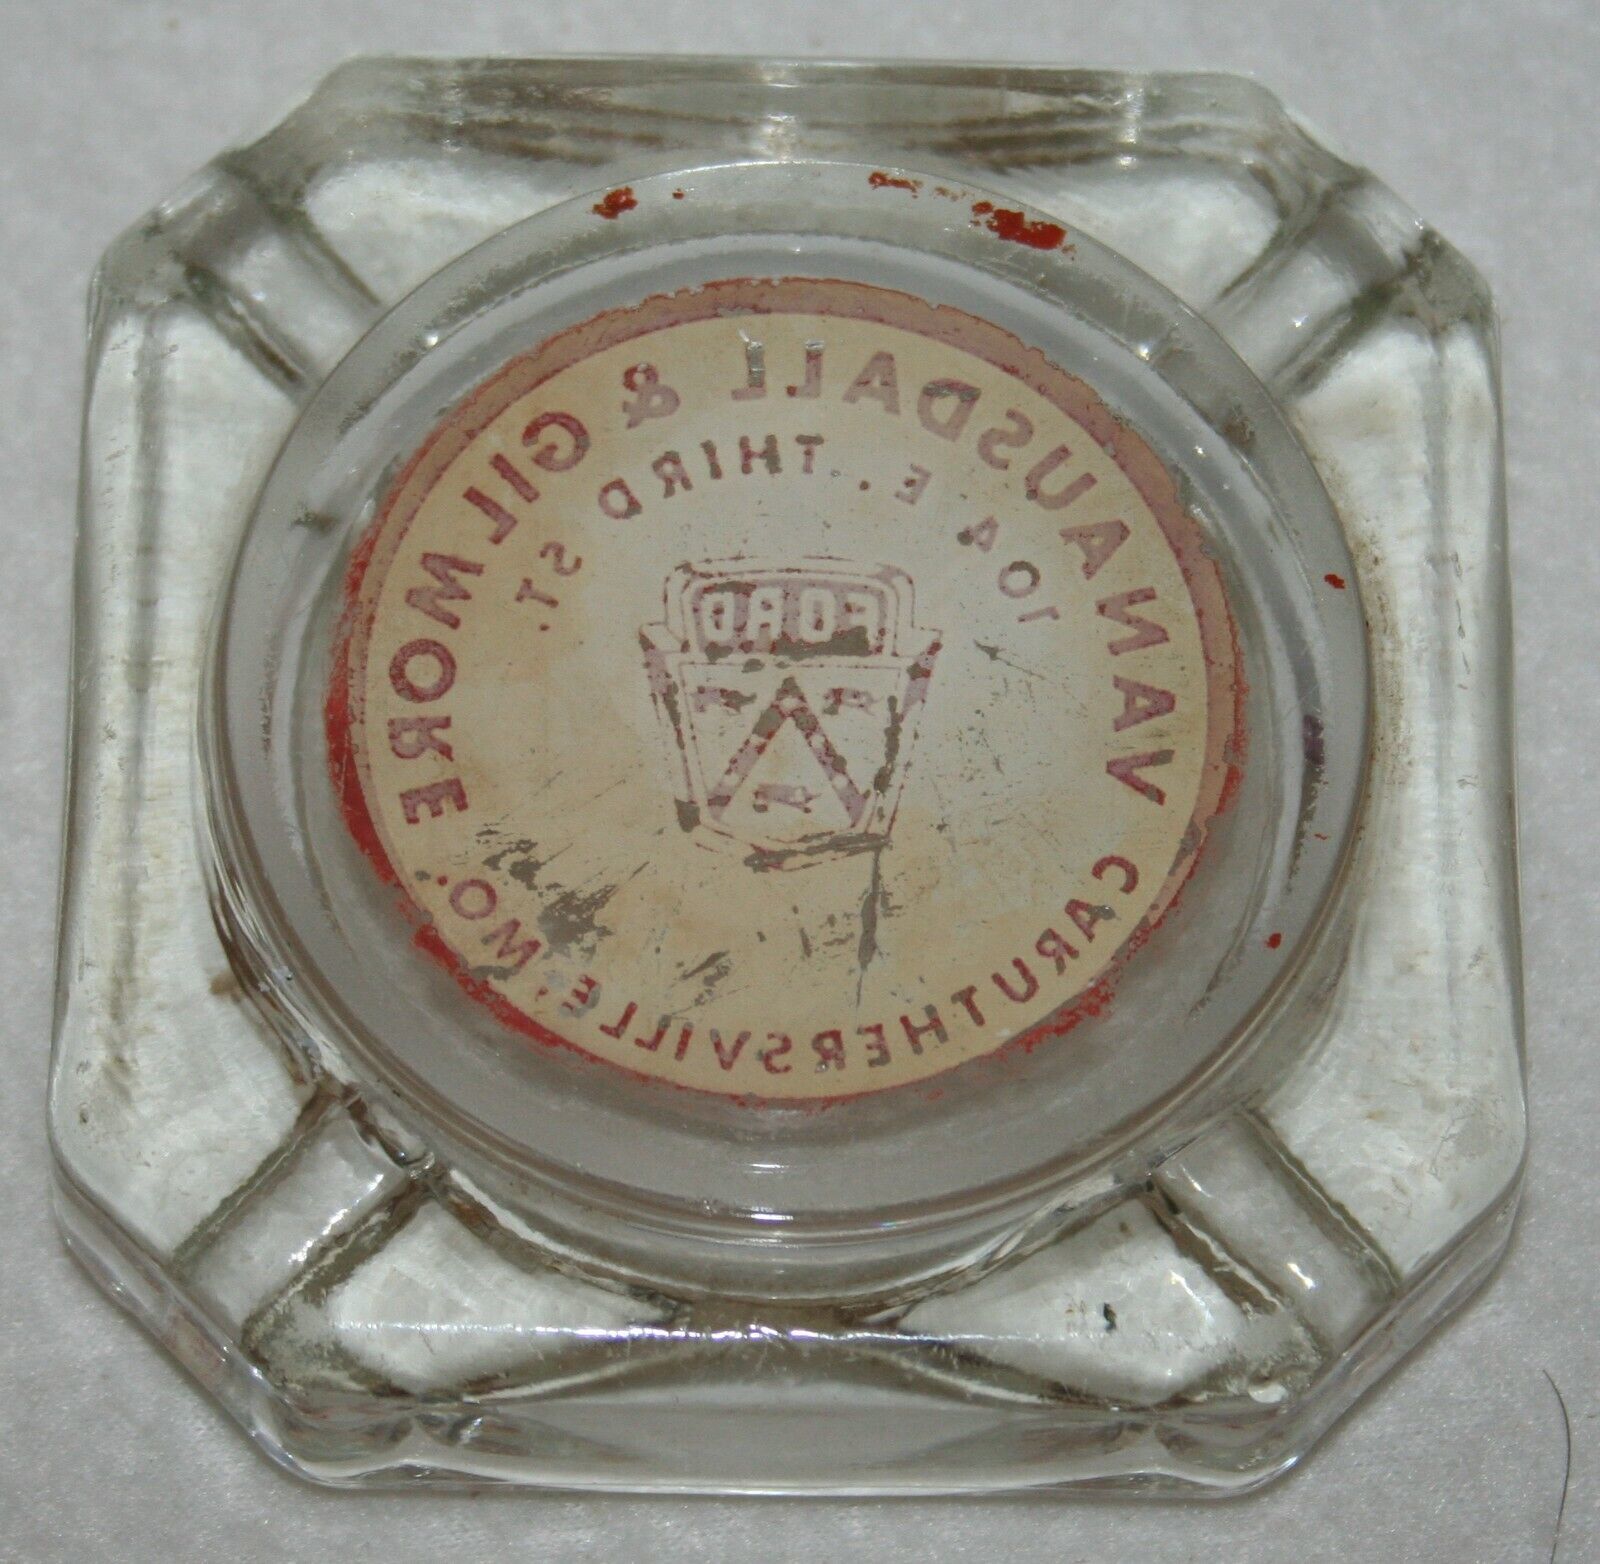 VANAUSDALL & GILMORE
104 E. THIRD ST.
FORD
CARUTHERSVILLE, MO.